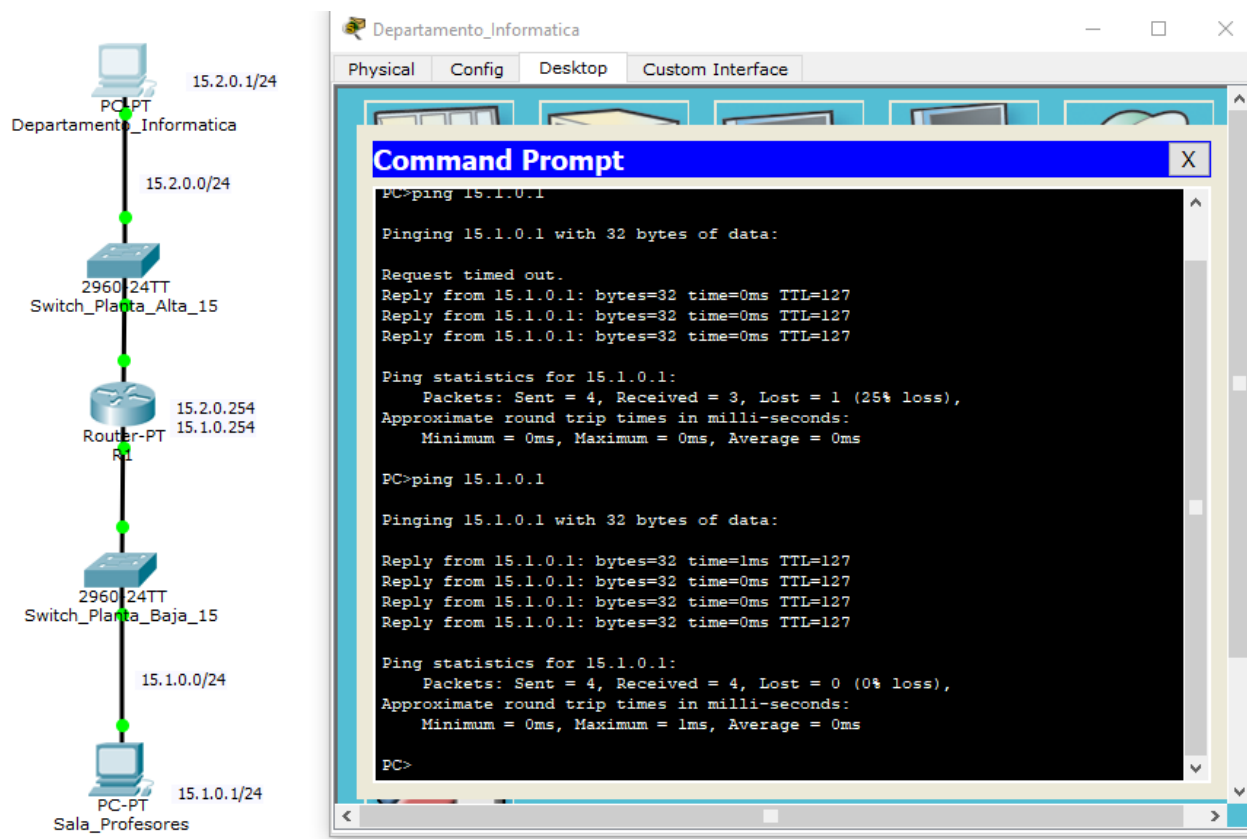 15.2.0.1/24
PC-PT
Departamento_Informatica
15.2.0.0/24
2960-24TT
Switch_Planta_Alta_15
15.2.0.254
15.1.0.254
Router-PT
R1
2960-24TT
Switch_Planta_Baja_15
15.1.0.0/24
15.1.0.1/24
PC-PT
Sala_Profesores
Departamento_Informatica
Physical Config Desktop Custom Interface
Command Prompt X
PC>ping 15.1.0.1
Pinging 15.1.0.1 with 32 bytes of data:
Request timed out.
Reply from 15.1.0.1: bytes=32 time=0ms TTL=127
Reply from 15.1.0.1: bytes=32 time=0ms TTL=127
Reply from 15.1.0.1: bytes=32 time=0ms TTL=127
Ping statistics for 15.1.0.1:
Packets: Sent = 4, Received = 3, Lost = 1 (25% loss),
Approximate round trip times in milli-seconds:
Minimum = 0ms, Maximum = 0ms, Average = 0ms
PC>ping 15.1.0.1
Pinging 15.1.0.1 with 32 bytes of data:
Reply from 15.1.0.1: bytes=32 time=1ms TTL=127
Reply from 15.1.0.1: bytes=32 time=0ms TTL=127
Reply from 15.1.0.1: bytes=32 time=0ms TTL=127
Reply from 15.1.0.1: bytes=32 time=0ms TTL=127
Ping statistics for 15.1.0.1:
Packets: Sent = 4, Received = 4, Lost = 0 (0% loss),
Approximate round trip times in milli-seconds:
Minimum = 0ms, Maximum = 1ms, Average = 0ms
PC>